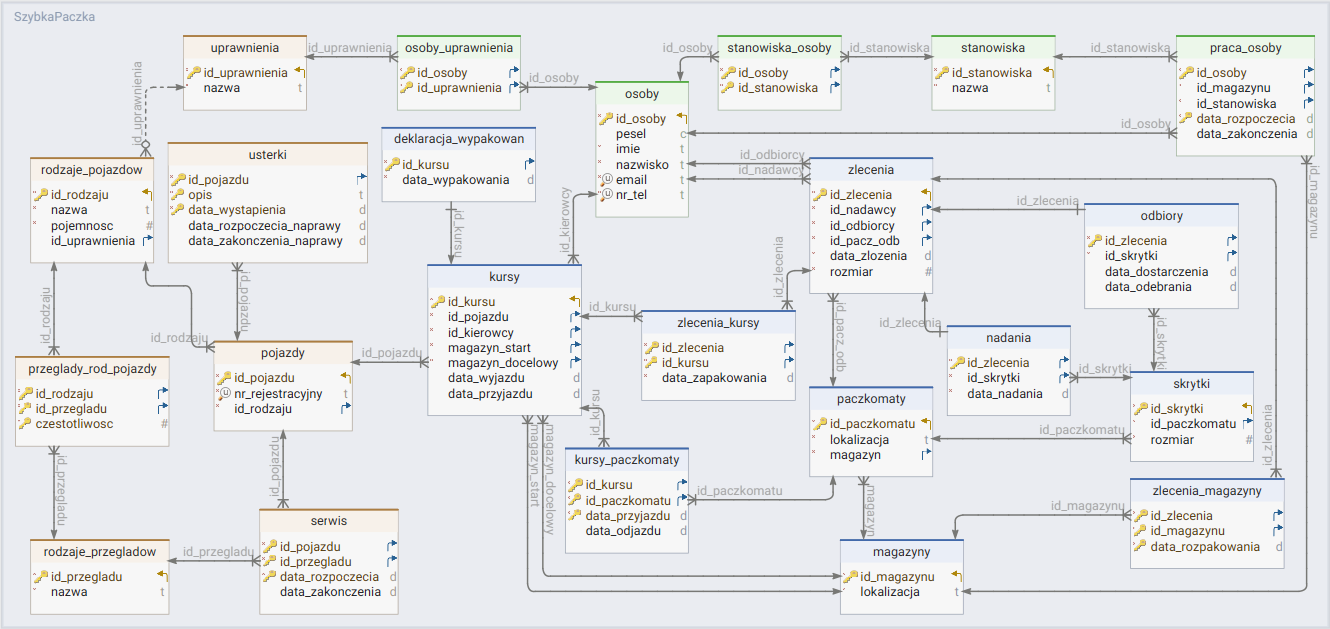 SzybkaPaczka
uprawnienia
id_uprawnienia
nazwa t
id_uprawnienia
osoby_uprawnienia
id_osoby
id_uprawnienia
id_osoby
osoby
id_osoby
pesel c
imie t
nazwisko t
email t
nr_tel t
id_osoby
stanowiska_osoby
id_osoby
id_stanowiska
id_stanowiska
stanowiska
id_stanowiska
nazwa t
id_stanowiska
praca_osoby
id_osoby
id_magazynu
id_stanowiska
data_rozpoczecia d
data_zakonczenia d
id_osoby
id_magazynu
id_uprawnienia
rodzaje_pojazdow
id_rodzaju
nazwa t
pojemnosc #
id_uprawnienia
usterki
id_pojazdu
opis t
data_wystapienia d
data_rozpoczecia_naprawy d
data_zakonczenia_naprawy d
id_pojazdu
deklaracja_wypakowan
id_kursu
data_wypakowania d
id_kursu
id_kierowcy
id_odbiorcy
id_nadawcy
zlecenia
id_zlecenia
id_nadawcy
id_odbiorcy
id_pacz_odb
data_zlozenia d
rozmiar #
id_zlecenia
odbiory
id_zlecenia
id_skrytki
data_dostarczenia d
data_odebrania d
id_skrytki
kursy
id_kursu
id_pojazdu
id_kierowcy
magazyn_start
magazyn_docelowy
data_wyjazdu d
data_przyjazdu d
id_kursu
id_zlecenia
zlecenia_kursy
id_zlecenia
id_kursu
data_zapakowania d
id_pacz_odb
id_zlecenia
nadania
id_zlecenia
id_skrytki
data_nadania d
id_skrytki
skrytki
id_skrytki
id_paczkomatu
rozmiar #
id_paczkomatu
id_zlecenia
id_rodzaju
id_rodzaju
przeglady_rod_pojazdy
id_rodzaju
id_przegladu
czestotliwosc #
id_przegladu
pojazdy
id_pojazdu
nr_rejestracyjny t
id_rodzaju
id_pojazdu
id_pojazdu
paczkomaty
id_paczkomatu
lokalizacja t
magazyn
magazyn
id_kursu
kursy_paczkomaty
id_kursu
id_paczkomatu
data_przyjazdu d
data_odjazdu d
id_paczkomatu
magazyn_start
magazyn_docelowy
zlecenia_magazyny
id_zlecenia
id_magazynu
data_rozpakowania d
id_magazynu
rodzaje_przegladow
id_przegladu
nazwa t
id_przegladu
serwis
id_pojazdu
id_przegladu
data_rozpoczecia d
data_zakonczenia d
magazyny
id_magazynu
lokalizacja t